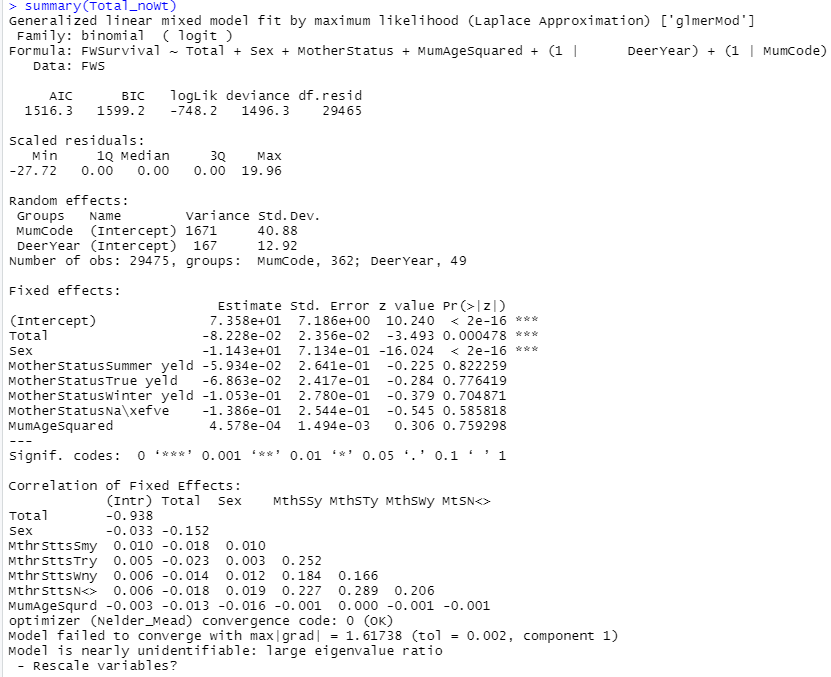 > summary(Total_noWt)
Generalized linear mixed model fit by maximum likelihood (Laplace Approximation) ['glmerMod']
 Family: binomial  ( logit )
Formula: FWSurvival ~ Total + Sex + MotherStatus + MumAgeSquared + (1 |      DeerYear) + (1 | MumCode)
   Data: FWS

     AIC      BIC   logLik deviance df.resid
  1516.3   1599.2   -748.2   1496.3    29465

Scaled residuals:
   Min     1Q Median     3Q    Max
-27.72   0.00   0.00   0.00  19.96

Random effects:
 Groups   Name        Variance Std.Dev.
 MumCode  (Intercept) 1671     40.88
 DeerYear (Intercept)  167     12.92
Number of obs: 29475, groups:  MumCode, 362; DeerYear, 49

Fixed effects:
                          Estimate Std. Error z value Pr(>|z|)
(Intercept)              7.358e+01  7.186e+00  10.240  < 2e-16 ***
Total                   -8.228e-02  2.356e-02  -3.493 0.000478 ***
Sex                     -1.143e+01  7.134e-01 -16.024  < 2e-16 ***
MotherStatusSummer yeld -5.934e-02  2.641e-01  -0.225 0.822259
MotherStatusTrue yeld   -6.863e-02  2.417e-01  -0.284 0.776419
MotherStatusWinter yeld -1.053e-01  2.780e-01  -0.379 0.704871
MotherStatusNa\xefve    -1.386e-01  2.544e-01  -0.545 0.585818
MumAgeSquared            4.578e-04  1.494e-03   0.306 0.759298
---
Signif. codes:  0 ‘***’ 0.001 ‘**’ 0.01 ‘*’ 0.05 ‘.’ 0.1 ‘ ’ 1

Correlation of Fixed Effects:
            (Intr) Total  Sex    MthSSy MthSTy MthSWy MtSN<>
Total       -0.938
Sex         -0.033 -0.152
MthrSttsSmy  0.010 -0.018  0.010
MthrSttsTry  0.005 -0.023  0.003  0.252
MthrSttsWny  0.006 -0.014  0.012  0.184  0.166
MthrSttsN<>  0.006 -0.018  0.019  0.227  0.289  0.206
MumAgeSqurd -0.003 -0.013 -0.016 -0.001  0.000 -0.001 -0.001
optimizer (Nelder_Mead) convergence code: 0 (OK)
Model failed to converge with max|grad| = 1.61738 (tol = 0.002, component 1)
Model is nearly unidentifiable: large eigenvalue ratio
 - Rescale variables?